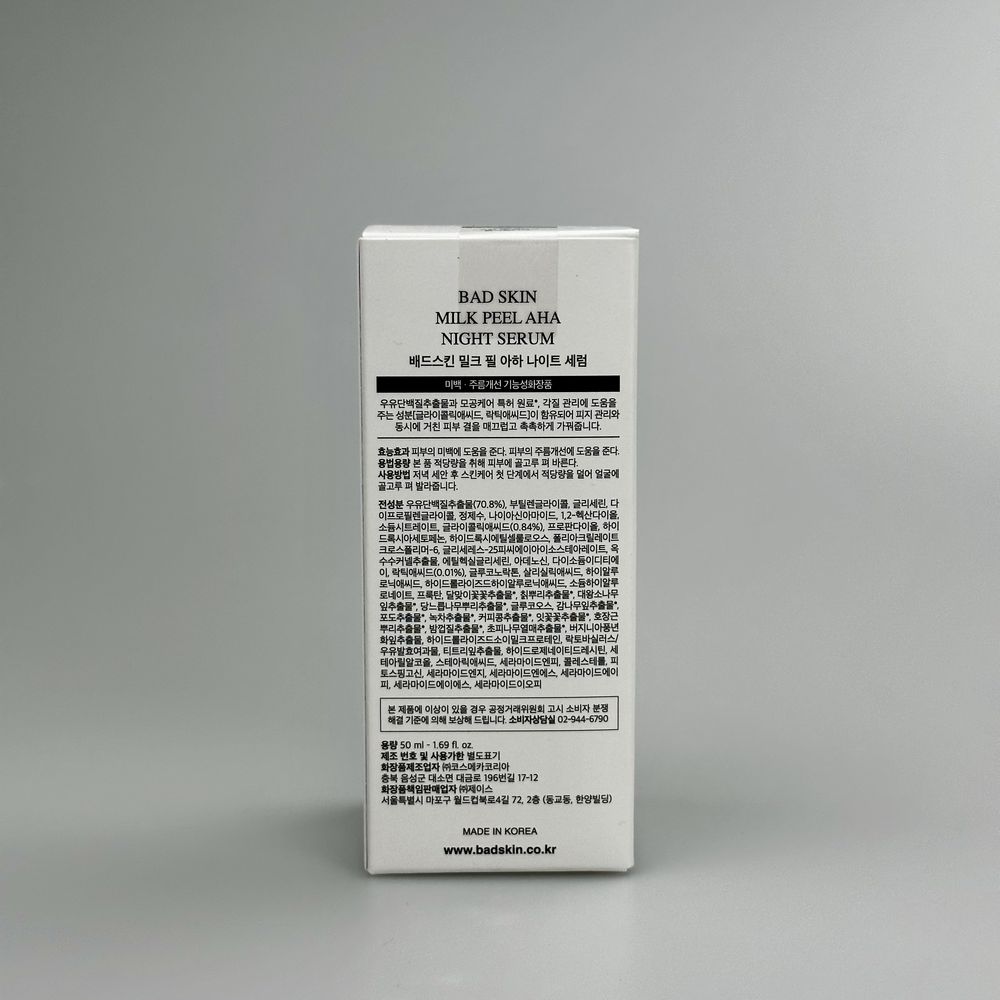 BAD SKIN
MILK PEEL AHA
NIGHT SERUM
배드스킨 밀크 필 아하 나이트 세럼
미백 · 주름개선 기능성화장품
우유단백질추출물과 모공케어 특허 원료*, 각질 관리에 도움을
주는 성분[글라이콜릭애씨드, 락틱애씨드]이 함유되어 피지 관리와
동시에 거친 피부 결을 매끄럽고 촉촉하게 가꿔줍니다.
효능효과 피부의 미백에 도움을 준다. 피부의 주름개선에 도움을 준다.
용법용량 본 품 적당량을 취해 피부에 골고루 펴 바른다.
사용방법 저녁 세안 후 스킨케어 첫 단계에서 적당량을 덜어 얼굴에
골고루 펴 발라줍니다.
전성분 우유단백질추출물(70.8%), 부틸렌글라이콜, 글리세린, 다
이프로필렌글라이콜, 정제수, 나이아신아마이드, 1,2-헥산다이올,
소듐시트레이트, 글라이콜릭애씨드(0.84%), 프로판다이올, 하이
드록시아세토페논, 하이드록시에틸셀룰로오스, 폴리아크릴레이트
크로스폴리머-6, 글리세레스-25피씨에이아이소스테아레이트, 옥
수수커넬추출물, 에틸헥실글리세린, 아데노신, 다이소듐이디티에
이, 락틱애씨드(0.01%), 글루코노락톤, 살리실릭애씨드, 하이알루
로닉애씨드, 하이드롤라이즈드하이알루로닉애씨드, 소듐하이알루
로네이트, 프룩탄, 달맞이꽃꽃추출물*, 칡뿌리추출물*, 대왕소나무
잎추출물*, 당느릅나무뿌리추출물*, 글루코오스, 감나무잎추출물*,
포도추출물*, 녹차추출물*, 커피콩추출물*, 잇꽃꽃추출물*, 호장근
뿌리추출물*, 밤껍질추출물*, 초피나무열매추출물*, 버지니아풍년
화잎추출물, 하이드롤라이즈드소이밀크프로테인, 락토바실러스/
우유발효여과물, 티트리잎추출물, 하이드로제네이티드레시틴, 세
테아릴알코올, 스테아릭애씨드, 세라마이드엔피, 콜레스테롤, 피
토스핑고신, 세라마이드엔지, 세라마이드엔에스, 세라마이드에이
피, 세라마이드에이에스, 세라마이드이오피
본 제품에 이상이 있을 경우 공정거래위원회 고시 소비자 분쟁
해결 기준에 의해 보상해 드립니다. 소비자상담실 02-944-6790
용량 50 ml - 1.69 fl. oz.
제조 번호 및 사용기한 별도표기
화장품제조업자 ㈜코스메카코리아
충북 음성군 대소면 대금로 196번길 17-12
화장품책임판매업자 ㈜제이스
서울특별시 마포구 월드컵북로4길 72, 2층 (동교동, 한양빌딩)
MADE IN KOREA
www.badskin.co.kr